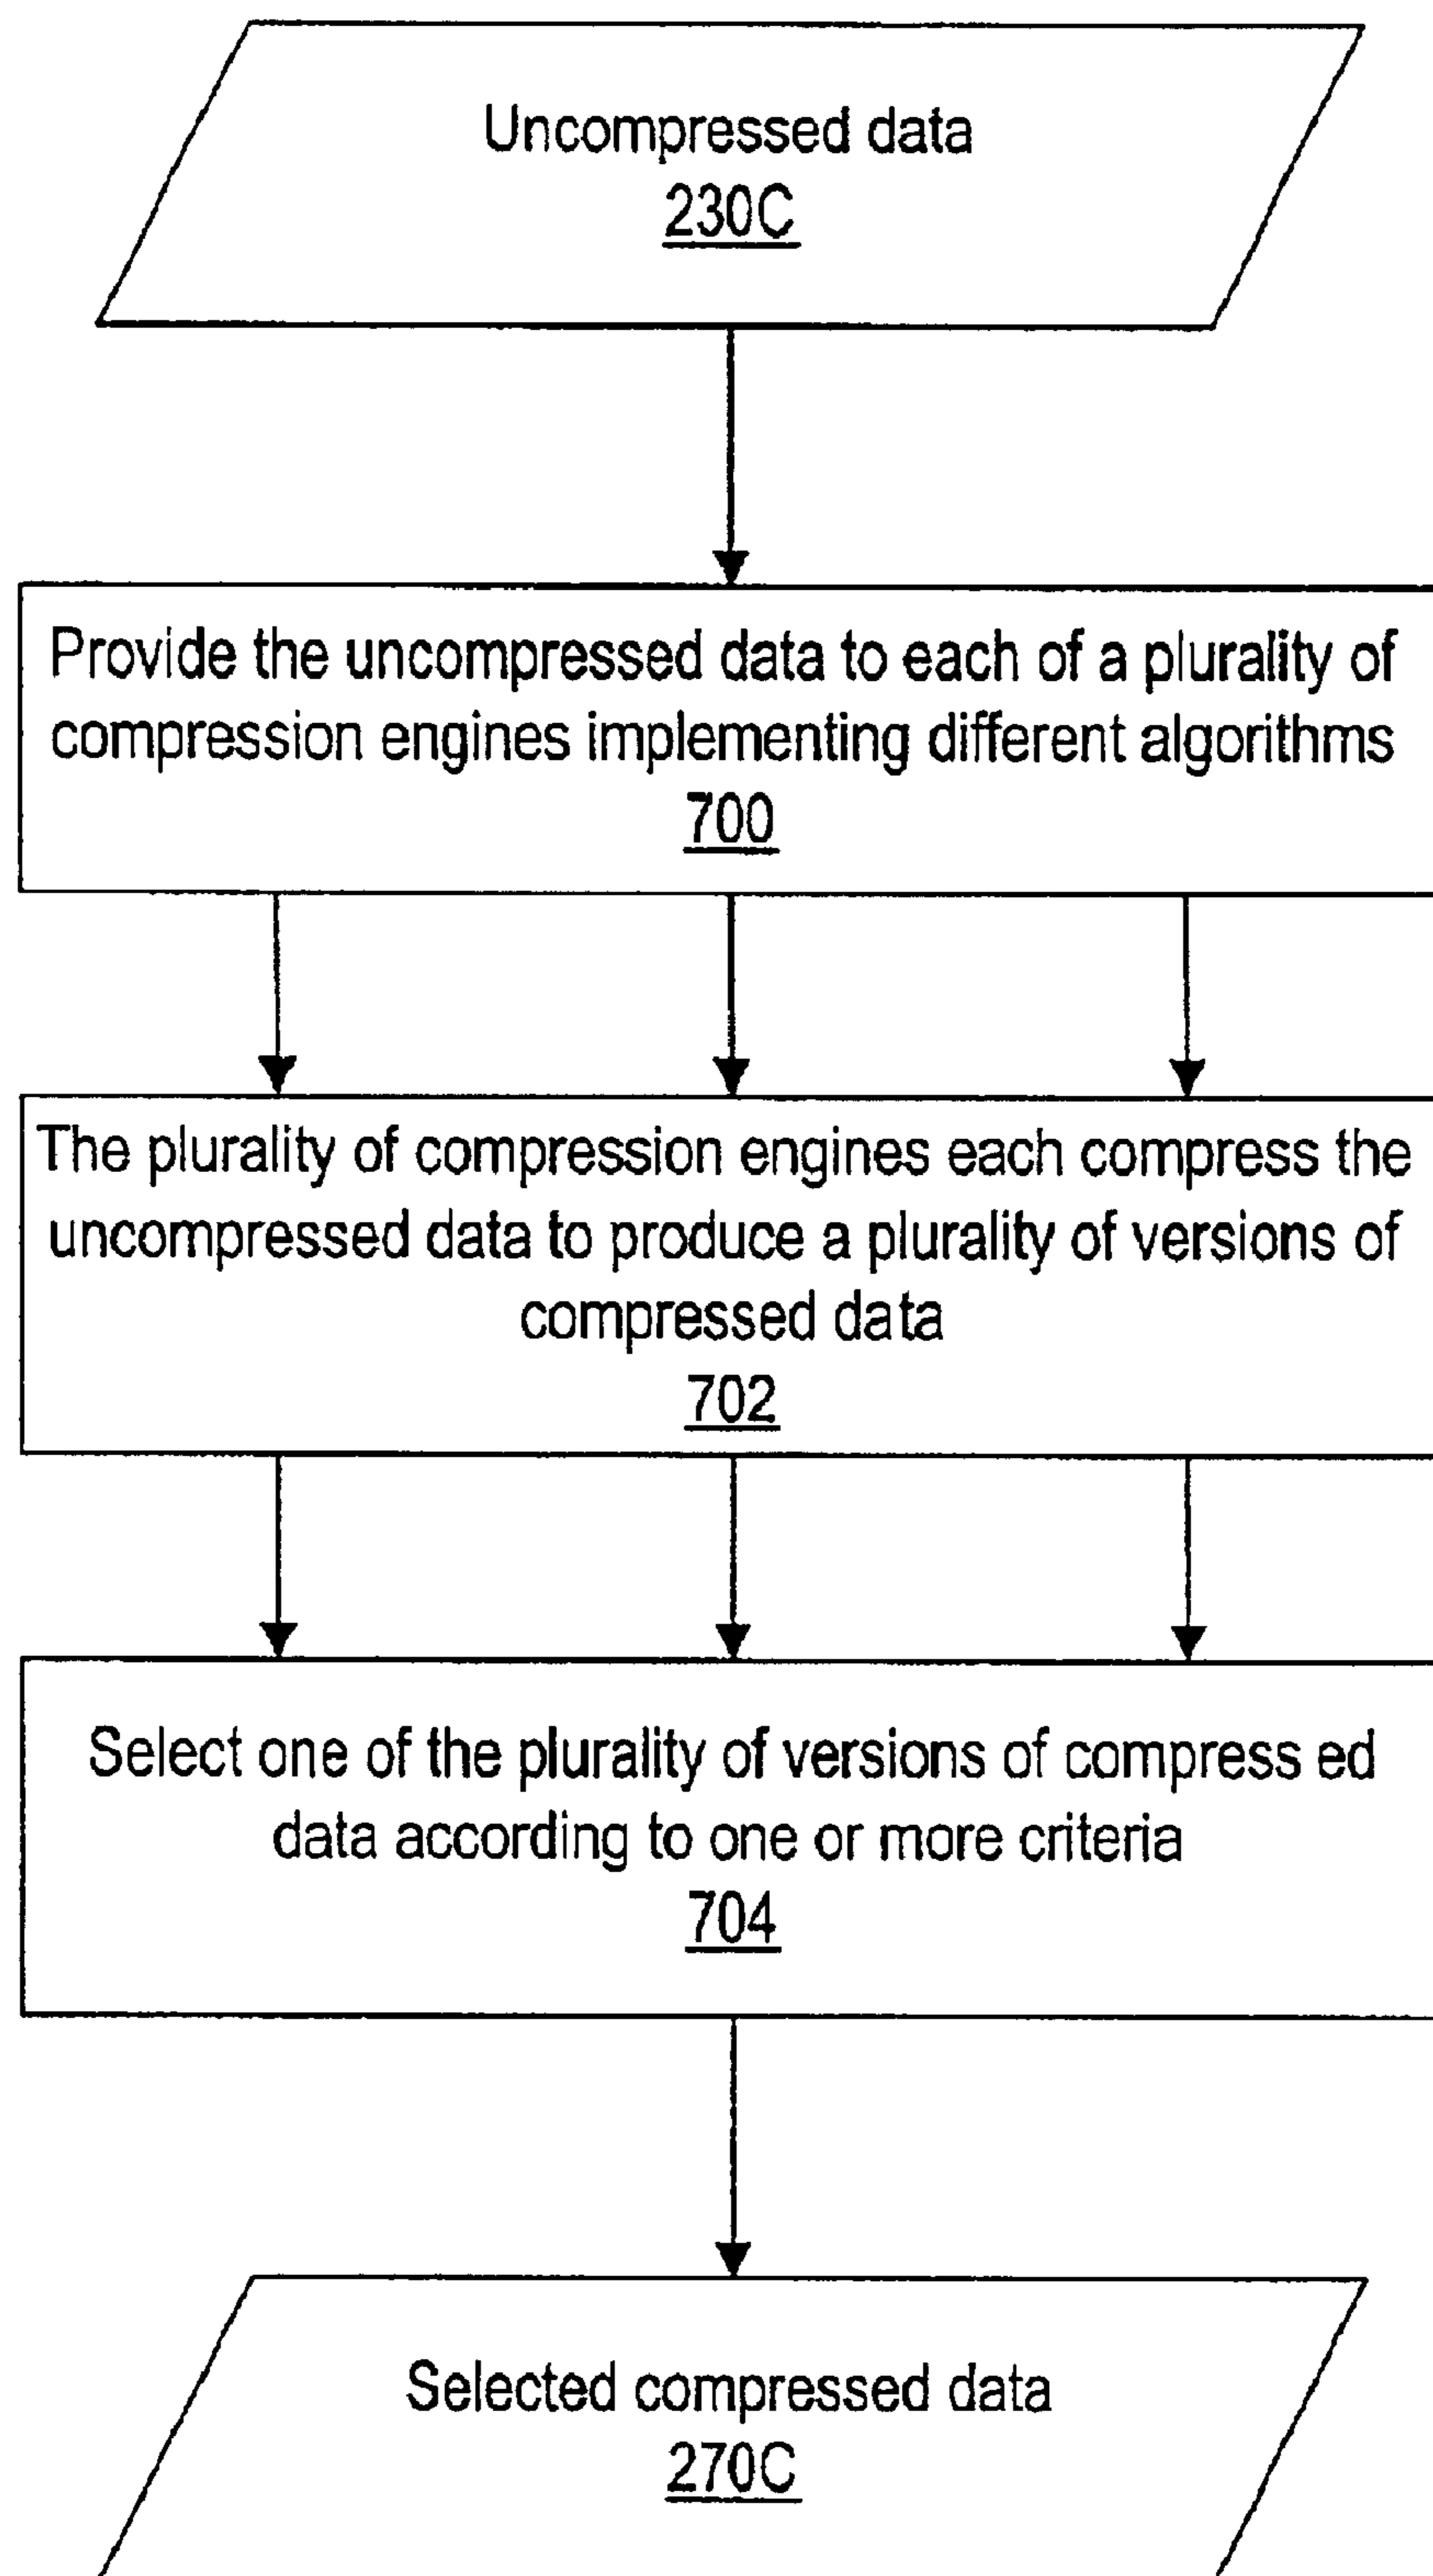 Uncompressed data
230C
Provide the uncompressed data to each of a plurality of
compression engines implementing different algorithms
700
The plurality of compression engines each compress the
uncompressed data to produce a plurality of versions of
compressed data
702
Select one of the plurality of versions of compress ed
data according to one or more criteria
704
Selected compressed data
270C